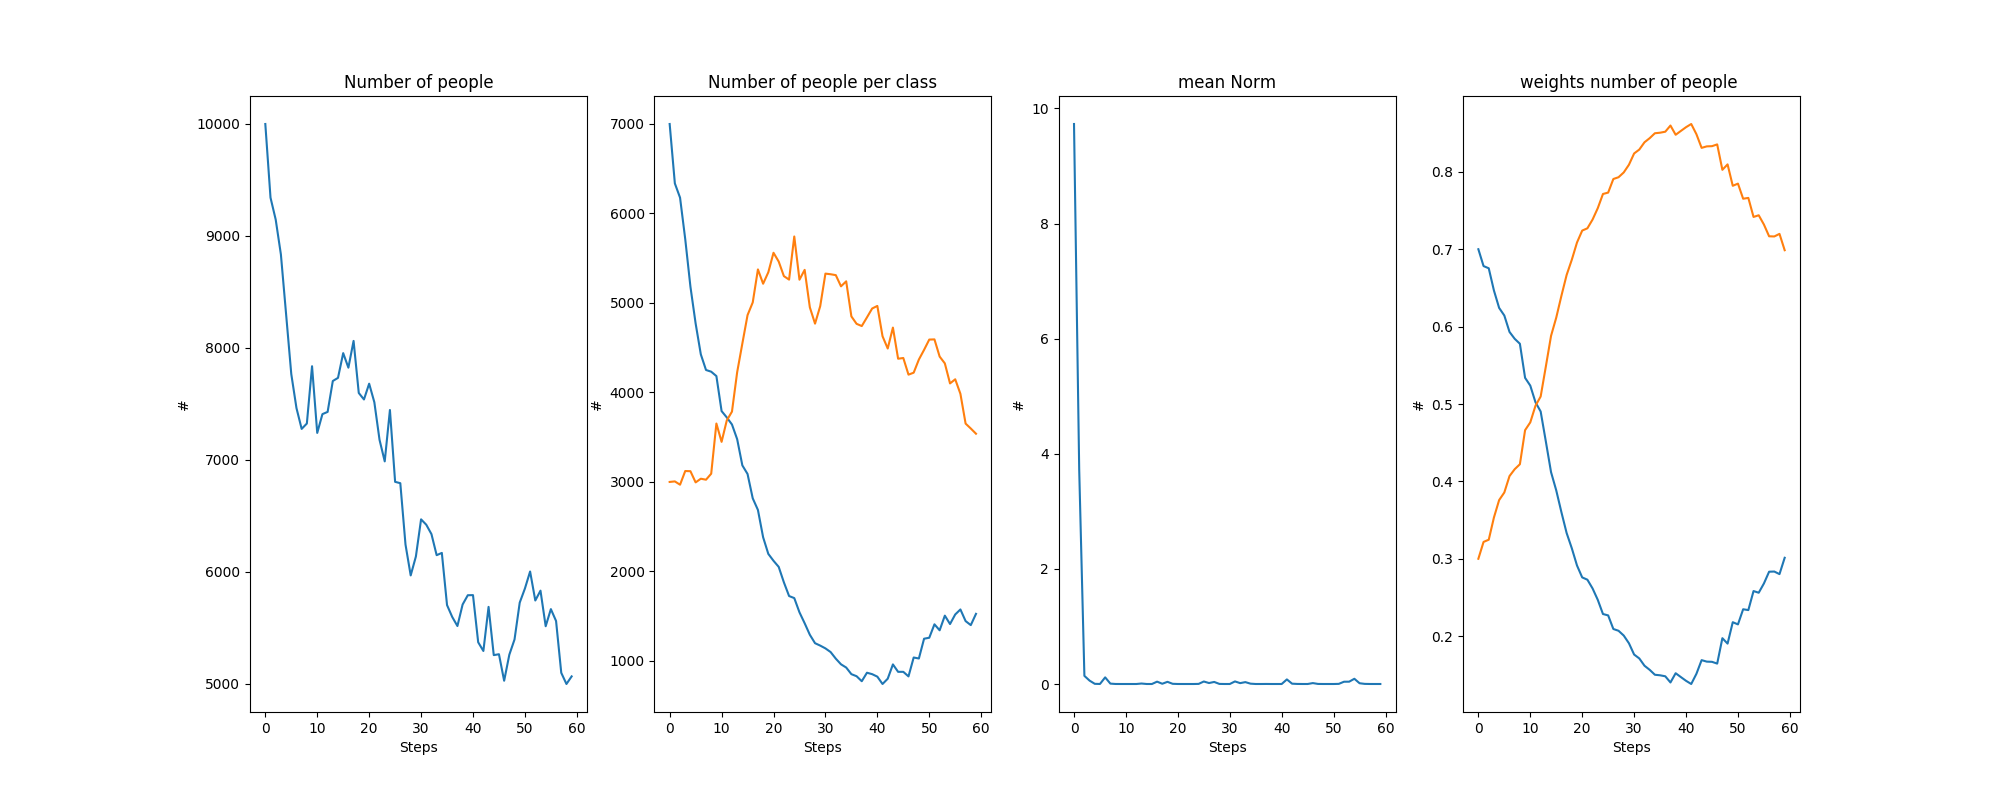 Number of people
10000
9000
8000
7000
6000
5000
#
0 10 20 30 40 50 60
Steps
Number of people per class
7000
6000
5000
4000
3000
2000
1000
#
0 10 20 30 40 50 60
Steps
mean Norm
10
8
6
4
2
0
#
0 10 20 30 40 50 60
Steps
weights number of people
0.8
0.7
0.6
0.5
0.4
0.3
0.2
#
0 10 20 30 40 50 60
Steps